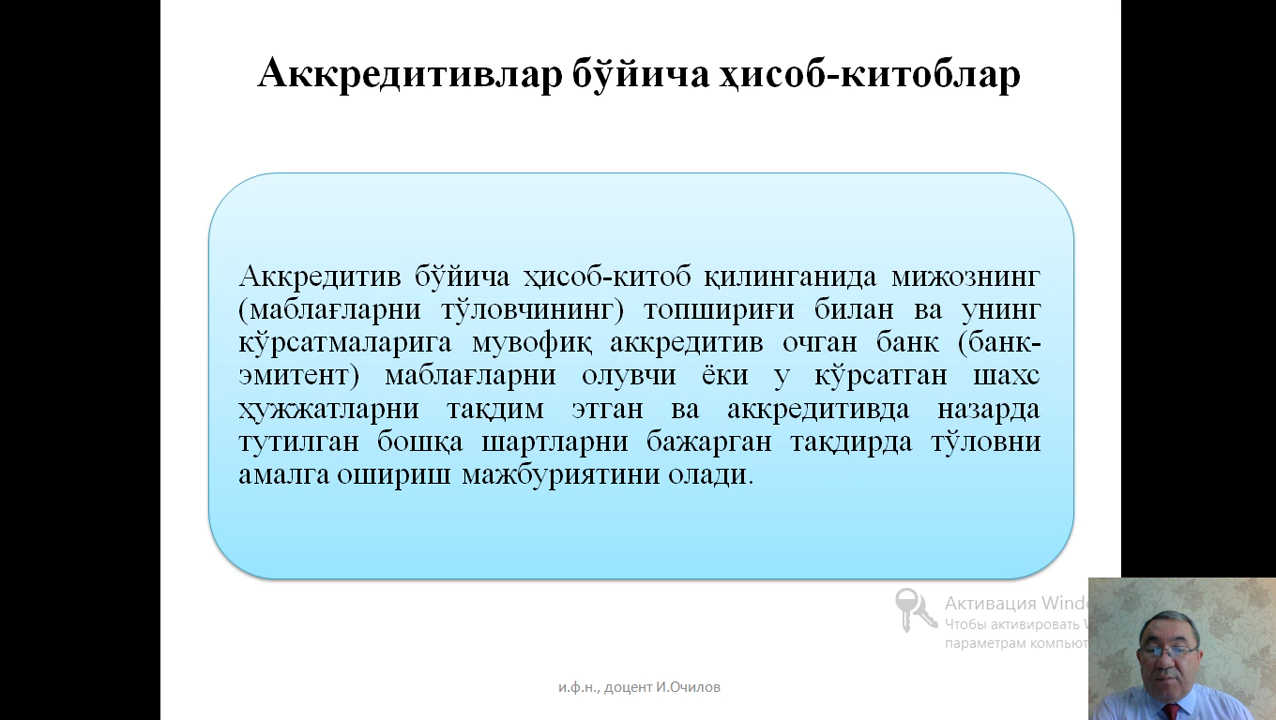 Аккредитивлар бўйича ҳисоб-китоблар
Аккредитив бўйича ҳисоб-китоб қилинганида мижознинг
(маблағларни тўловчининг) топшириғи билан ва унинг
кўрсатмаларига мувофиқ аккредитив очган банк (банк-
эмитент) маблағларни олувчи ёки у кўрсатган шахс
ҳужжатларни тақдим этган ва аккредитивда назарда
тутилган бошқа шартларни бажарган тақдирда тўловни
амалга ошириш мажбуриятини олади.
Активация Windo
Чтобы активировать
параметрам компьют
и.ф.н., доцент И.Очилов